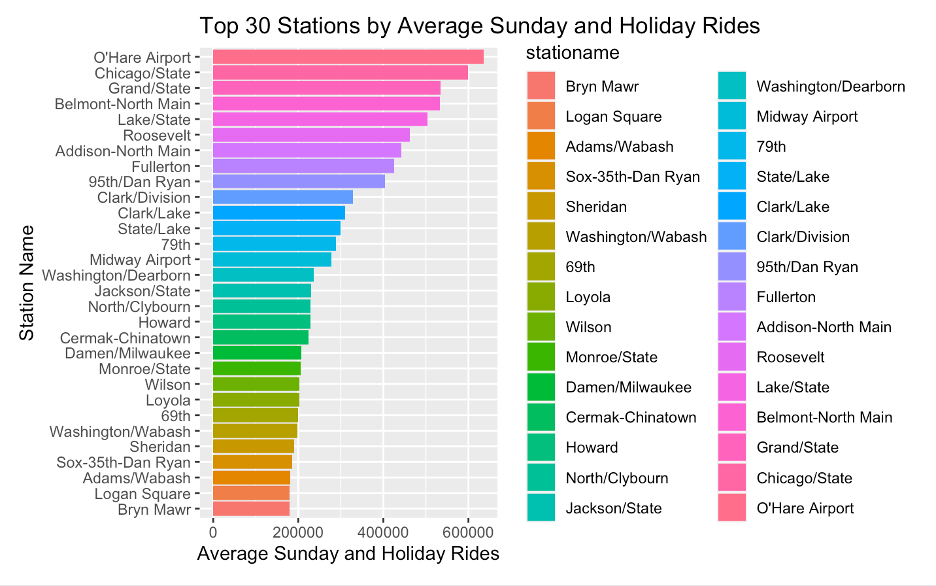 Top 30 Stations by Average Sunday and Holiday Rides
Station Name
O'Hare Airport
Chicago/State
Grand/State
Belmont-North Main
Lake/State
Roosevelt
Addison-North Main
Fullerton
95th/Dan Ryan
Clark/Division
Clark/Lake
State/Lake
79th
Midway Airport
Washington/Dearborn
Jackson/State
North/Clybourn
Howard
Cermak-Chinatown
Damen/Milwaukee
Monroe/State
Wilson
Loyola
69th
Washington/Wabash
Sheridan
Sox-35th-Dan Ryan
Adams/Wabash
Logan Square
Bryn Mawr
0 200000 400000 600000
Average Sunday and Holiday Rides
stationame
Bryn Mawr
Logan Square
Adams/Wabash
Sox-35th-Dan Ryan
Sheridan
Washington/Wabash
69th
Loyola
Wilson
Monroe/State
Damen/Milwaukee
Cermak-Chinatown
Howard
North/Clybourn
Jackson/State
Washington/Dearborn
Midway Airport
79th
State/Lake
Clark/Lake
Clark/Division
95th/Dan Ryan
Fullerton
Addison-North Main
Roosevelt
Lake/State
Belmont-North Main
Grand/State
Chicago/State
O'Hare Airport